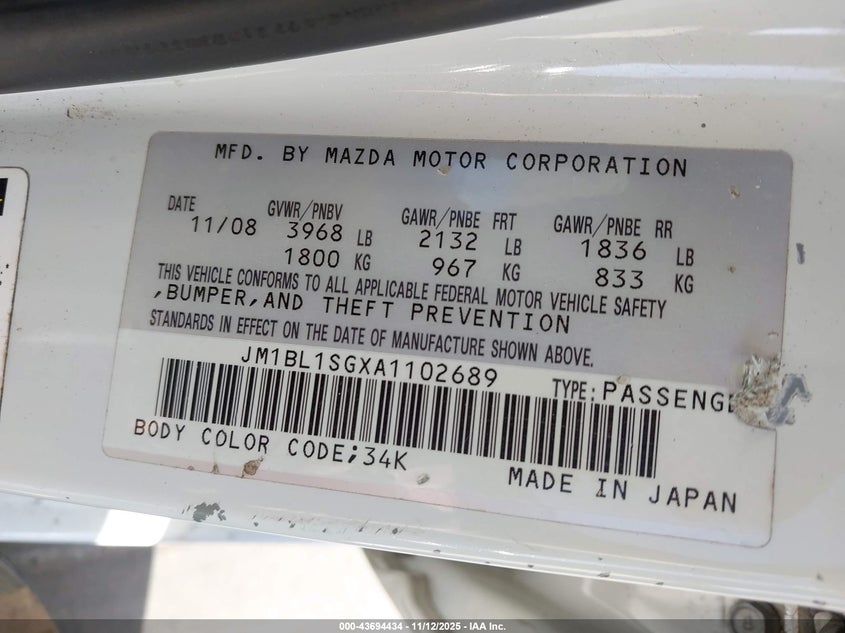 MFD. BY MAZDA MOTOR CORPORATION
DATE GVWR/PNBV GAWR/PNBE FRT GAWR/PNBE RR
11/08 3968 LB 2132 LB 1836 LB
1800 KG 967 KG 833 KG
THIS VEHICLE CONFORMS TO ALL APPLICABLE FEDERAL MOTOR VEHICLE SAFETY
,BUMPER,AND THEFT PREVENTION
STANDARDS IN EFFECT ON THE DATE OF MANUFACTURE SHOWN ABOVE.
JM1BL1SGXA1102689 TYPE:PASSENGE
BODY COLOR CODE;34K
MADE IN JAPAN
000-43694434 - 11/12/2025 - IAA Inc.